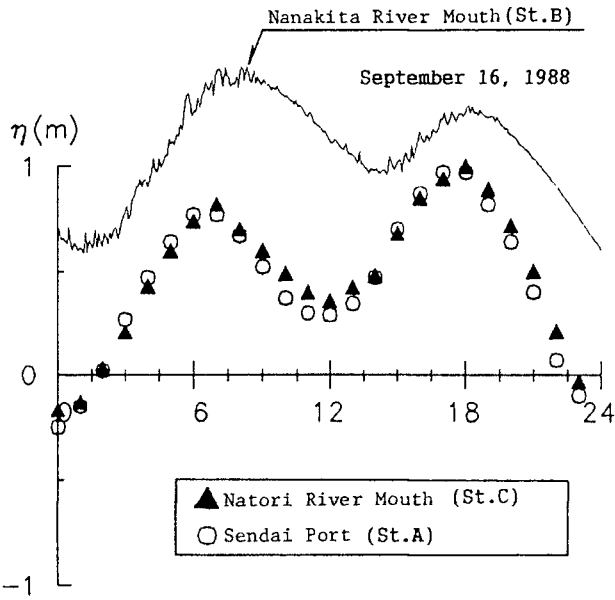 Nanakita River Mouth(St.B)
September 16, 1988
η(m)
1
0
0 6 12 18 24
▲ Natori River Mouth (St.C)
○ Sendai Port (St.A)
-1